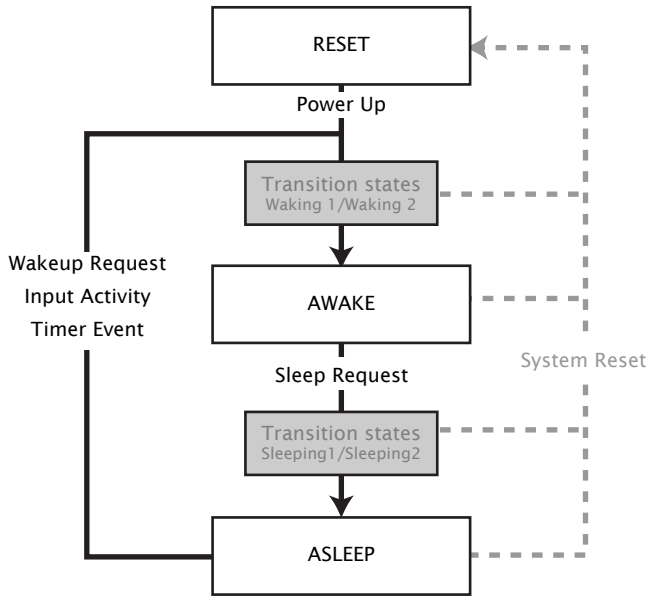 RESET
Power Up
Transition states
Waking 1/Waking 2
Wakeup Request
Input Activity
Timer Event
AWAKE
System Reset
Sleep Request
Transition states
Sleeping1/Sleeping2
ASLEEP